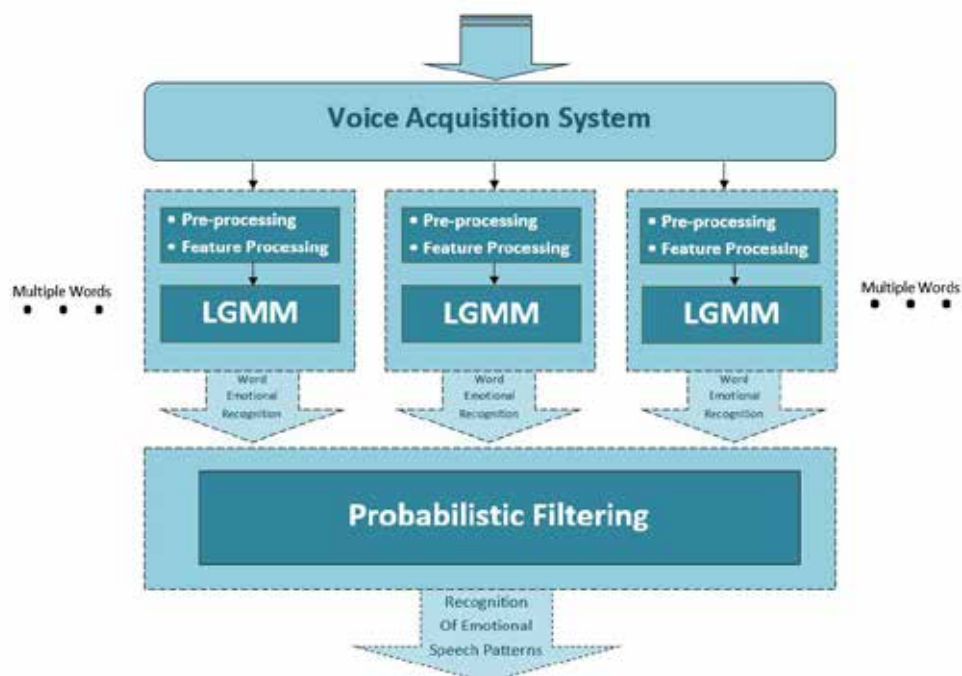 Voice Acquisition System
• Pre-processing
• Feature Processing
LGMM
• Pre-processing
• Feature Processing
LGMM
• Pre-processing
• Feature Processing
LGMM
Multiple Words
• • •
Multiple Words
• • •
Word
Emotional
Recognition
Word
Emotional
Recognition
Word
Emotional
Recognition
Probabilistic Filtering
Recognition
Of Emotional
Speech Patterns